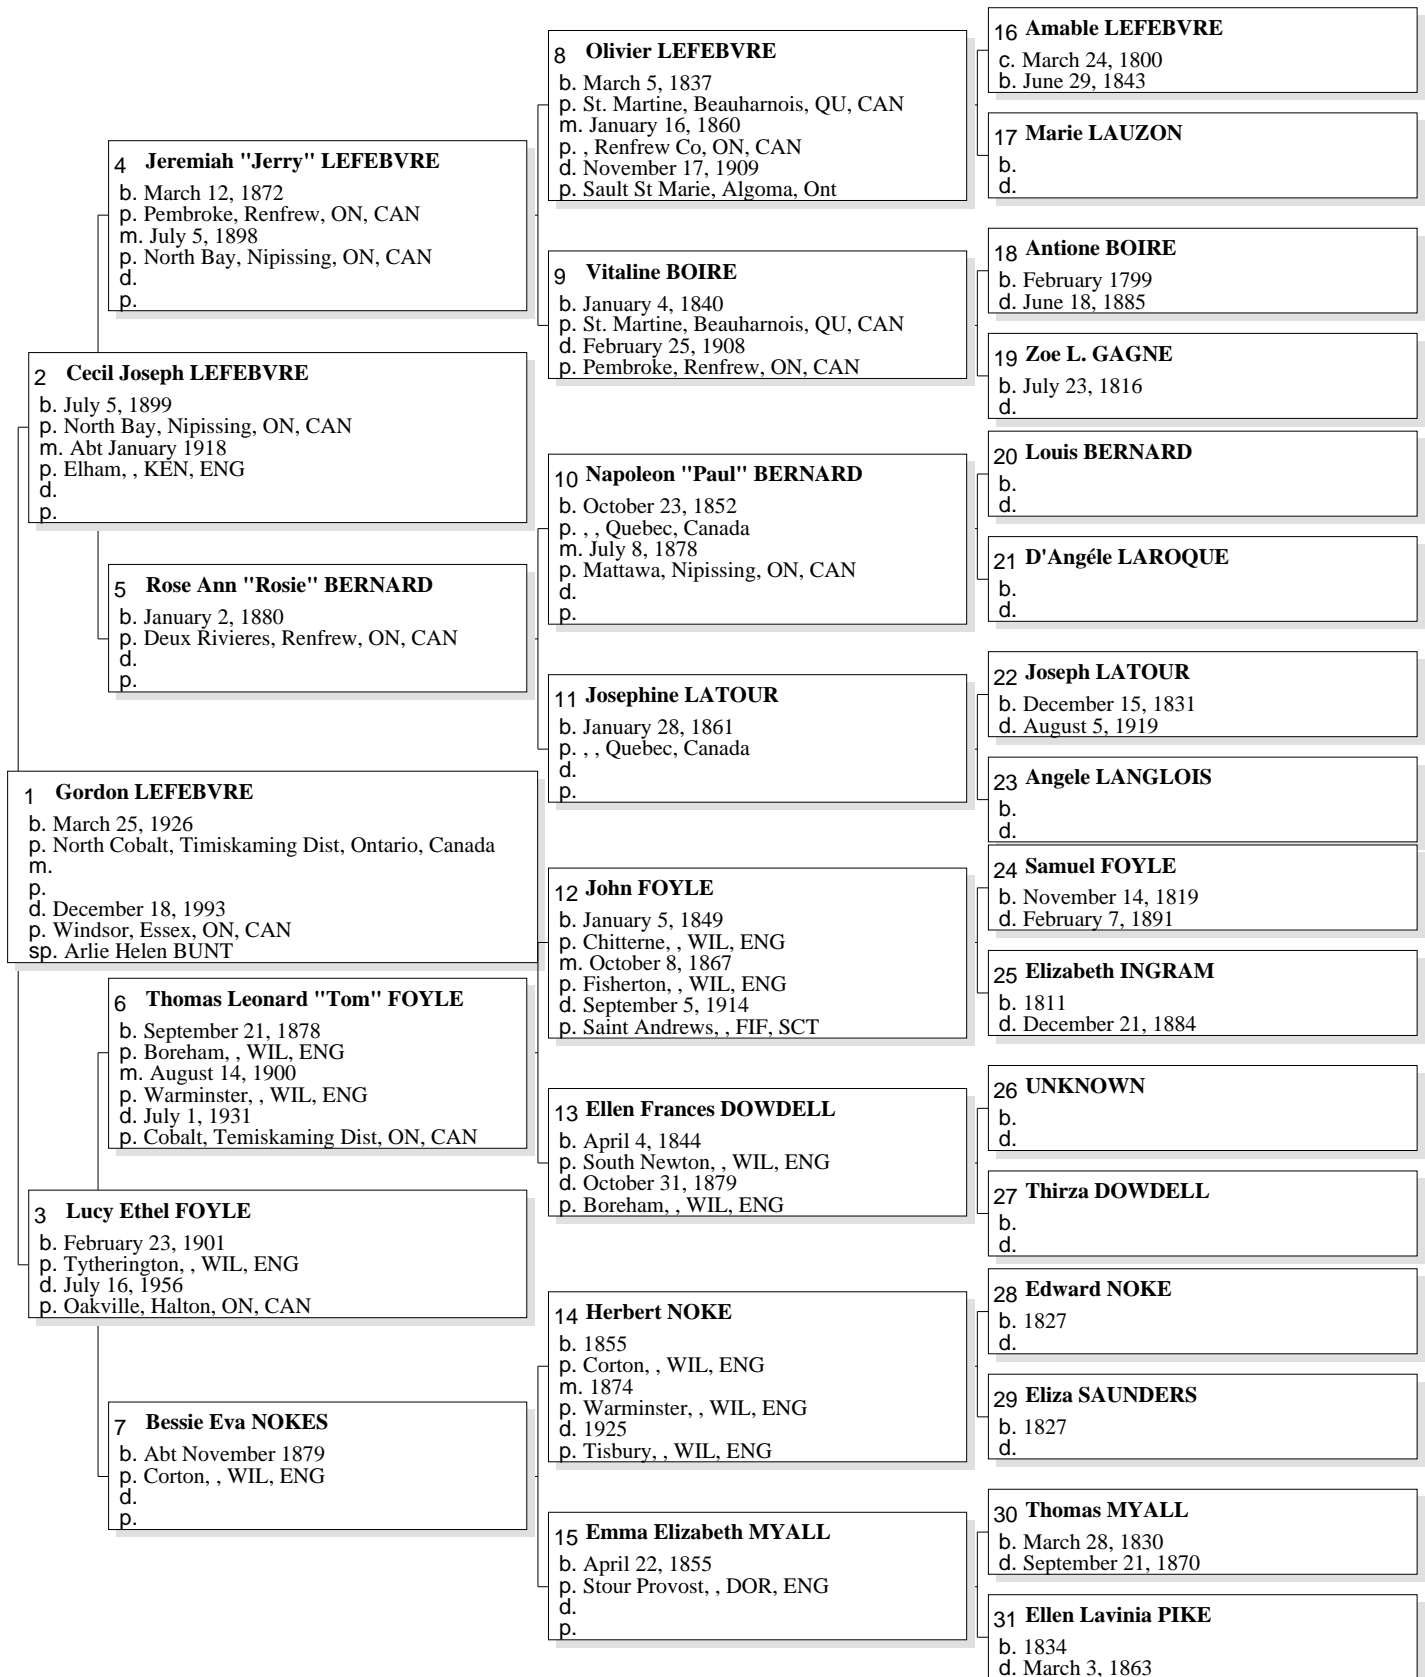 16 Amable LEFEBVRE
c. March 24, 1800
b. June 29, 1843
8 Olivier LEFEBVRE
b. March 5, 1837
p. St. Martine, Beauharnois, QU, CAN
m. January 16, 1860
p. , Renfrew Co, ON, CAN
d. November 17, 1909
p. Sault St Marie, Algoma, Ont
17 Marie LAUZON
b.
d.
4 Jeremiah "Jerry" LEFEBVRE
b. March 12, 1872
p. Pembroke, Renfrew, ON, CAN
m. July 5, 1898
p. North Bay, Nipissing, ON, CAN
d.
p.
18 Antione BOIRE
b. February 1799
d. June 18, 1885
9 Vitaline BOIRE
b. January 4, 1840
p. St. Martine, Beauharnois, QU, CAN
d. February 25, 1908
p. Pembroke, Renfrew, ON, CAN
19 Zoe L. GAGNE
b. July 23, 1816
d.
2 Cecil Joseph LEFEBVRE
b. July 5, 1899
p. North Bay, Nipissing, ON, CAN
m. Abt January 1918
p. Elham, , KEN, ENG
d.
p.
20 Louis BERNARD
b.
d.
10 Napoleon "Paul" BERNARD
b. October 23, 1852
p. , , Quebec, Canada
m. July 8, 1878
p. Mattawa, Nipissing, ON, CAN
d.
p.
21 D'Angéle LAROQUE
b.
d.
5 Rose Ann "Rosie" BERNARD
b. January 2, 1880
p. Deux Rivieres, Renfrew, ON, CAN
d.
p.
22 Joseph LATOUR
b. December 15, 1831
d. August 5, 1919
11 Josephine LATOUR
b. January 28, 1861
p. , , Quebec, Canada
d.
p.
23 Angele LANGLOIS
b.
d.
1 Gordon LEFEBVRE
b. March 25, 1926
p. North Cobalt, Timiskaming Dist, Ontario, Canada
m.
p.
d. December 18, 1993
p. Windsor, Essex, ON, CAN
sp. Arlie Helen BUNT
24 Samuel FOYLE
b. November 14, 1819
d. February 7, 1891
12 John FOYLE
b. January 5, 1849
p. Chitterne, , WIL, ENG
m. October 8, 1867
p. Fisherton, , WIL, ENG
d. September 5, 1914
p. Saint Andrews, , FIF, SCT
25 Elizabeth INGRAM
b. 1811
d. December 21, 1884
6 Thomas Leonard "Tom" FOYLE
b. September 21, 1878
p. Boreham, , WIL, ENG
m. August 14, 1900
p. Warminster, , WIL, ENG
d. July 1, 1931
p. Cobalt, Temiskaming Dist, ON, CAN
26 UNKNOWN
b.
d.
13 Ellen Frances DOWDELL
b. April 4, 1844
p. South Newton, , WIL, ENG
d. October 31, 1879
p. Boreham, , WIL, ENG
27 Thirza DOWDELL
b.
d.
3 Lucy Ethel FOYLE
b. February 23, 1901
p. Tytherington, , WIL, ENG
d. July 16, 1956
p. Oakville, Halton, ON, CAN
28 Edward NOKE
b. 1827
d.
14 Herbert NOKE
b. 1855
p. Corton, , WIL, ENG
m. 1874
p. Warminster, , WIL, ENG
d. 1925
p. Tisbury, , WIL, ENG
29 Eliza SAUNDERS
b. 1827
d.
7 Bessie Eva NOKES
b. Abt November 1879
p. Corton, , WIL, ENG
d.
p.
30 Thomas MYALL
b. March 28, 1830
d. September 21, 1870
15 Emma Elizabeth MYALL
b. April 22, 1855
p. Stour Provost, , DOR, ENG
d.
p.
31 Ellen Lavinia PIKE
b. 1834
d. March 3, 1863